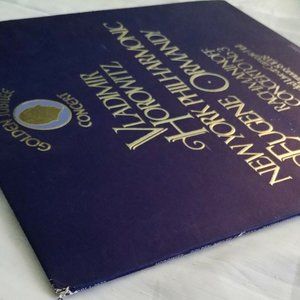 GOLDEN JUBILEE
CONCERT
VLADIMIR
HOROWITZ
NEW YORK PHILHARMONIC
EUGENE ORMANDY
RACHMANINOFF
CONCERTO NO. 3